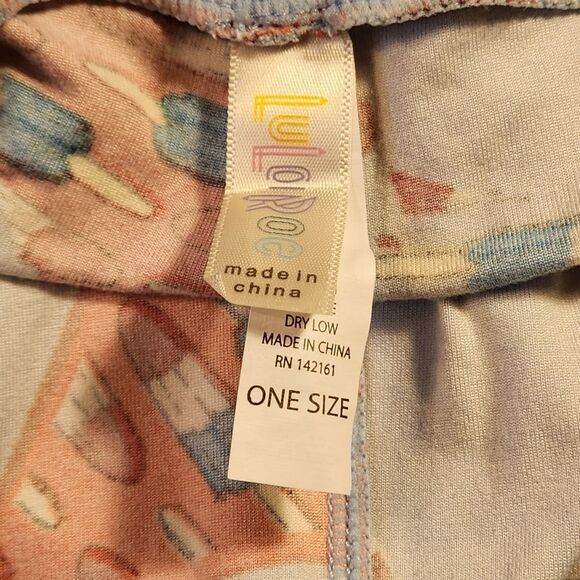 LuLaRoe
made in
china
DRY LOW
MADE IN CHINA
RN 142161
ONE SIZE